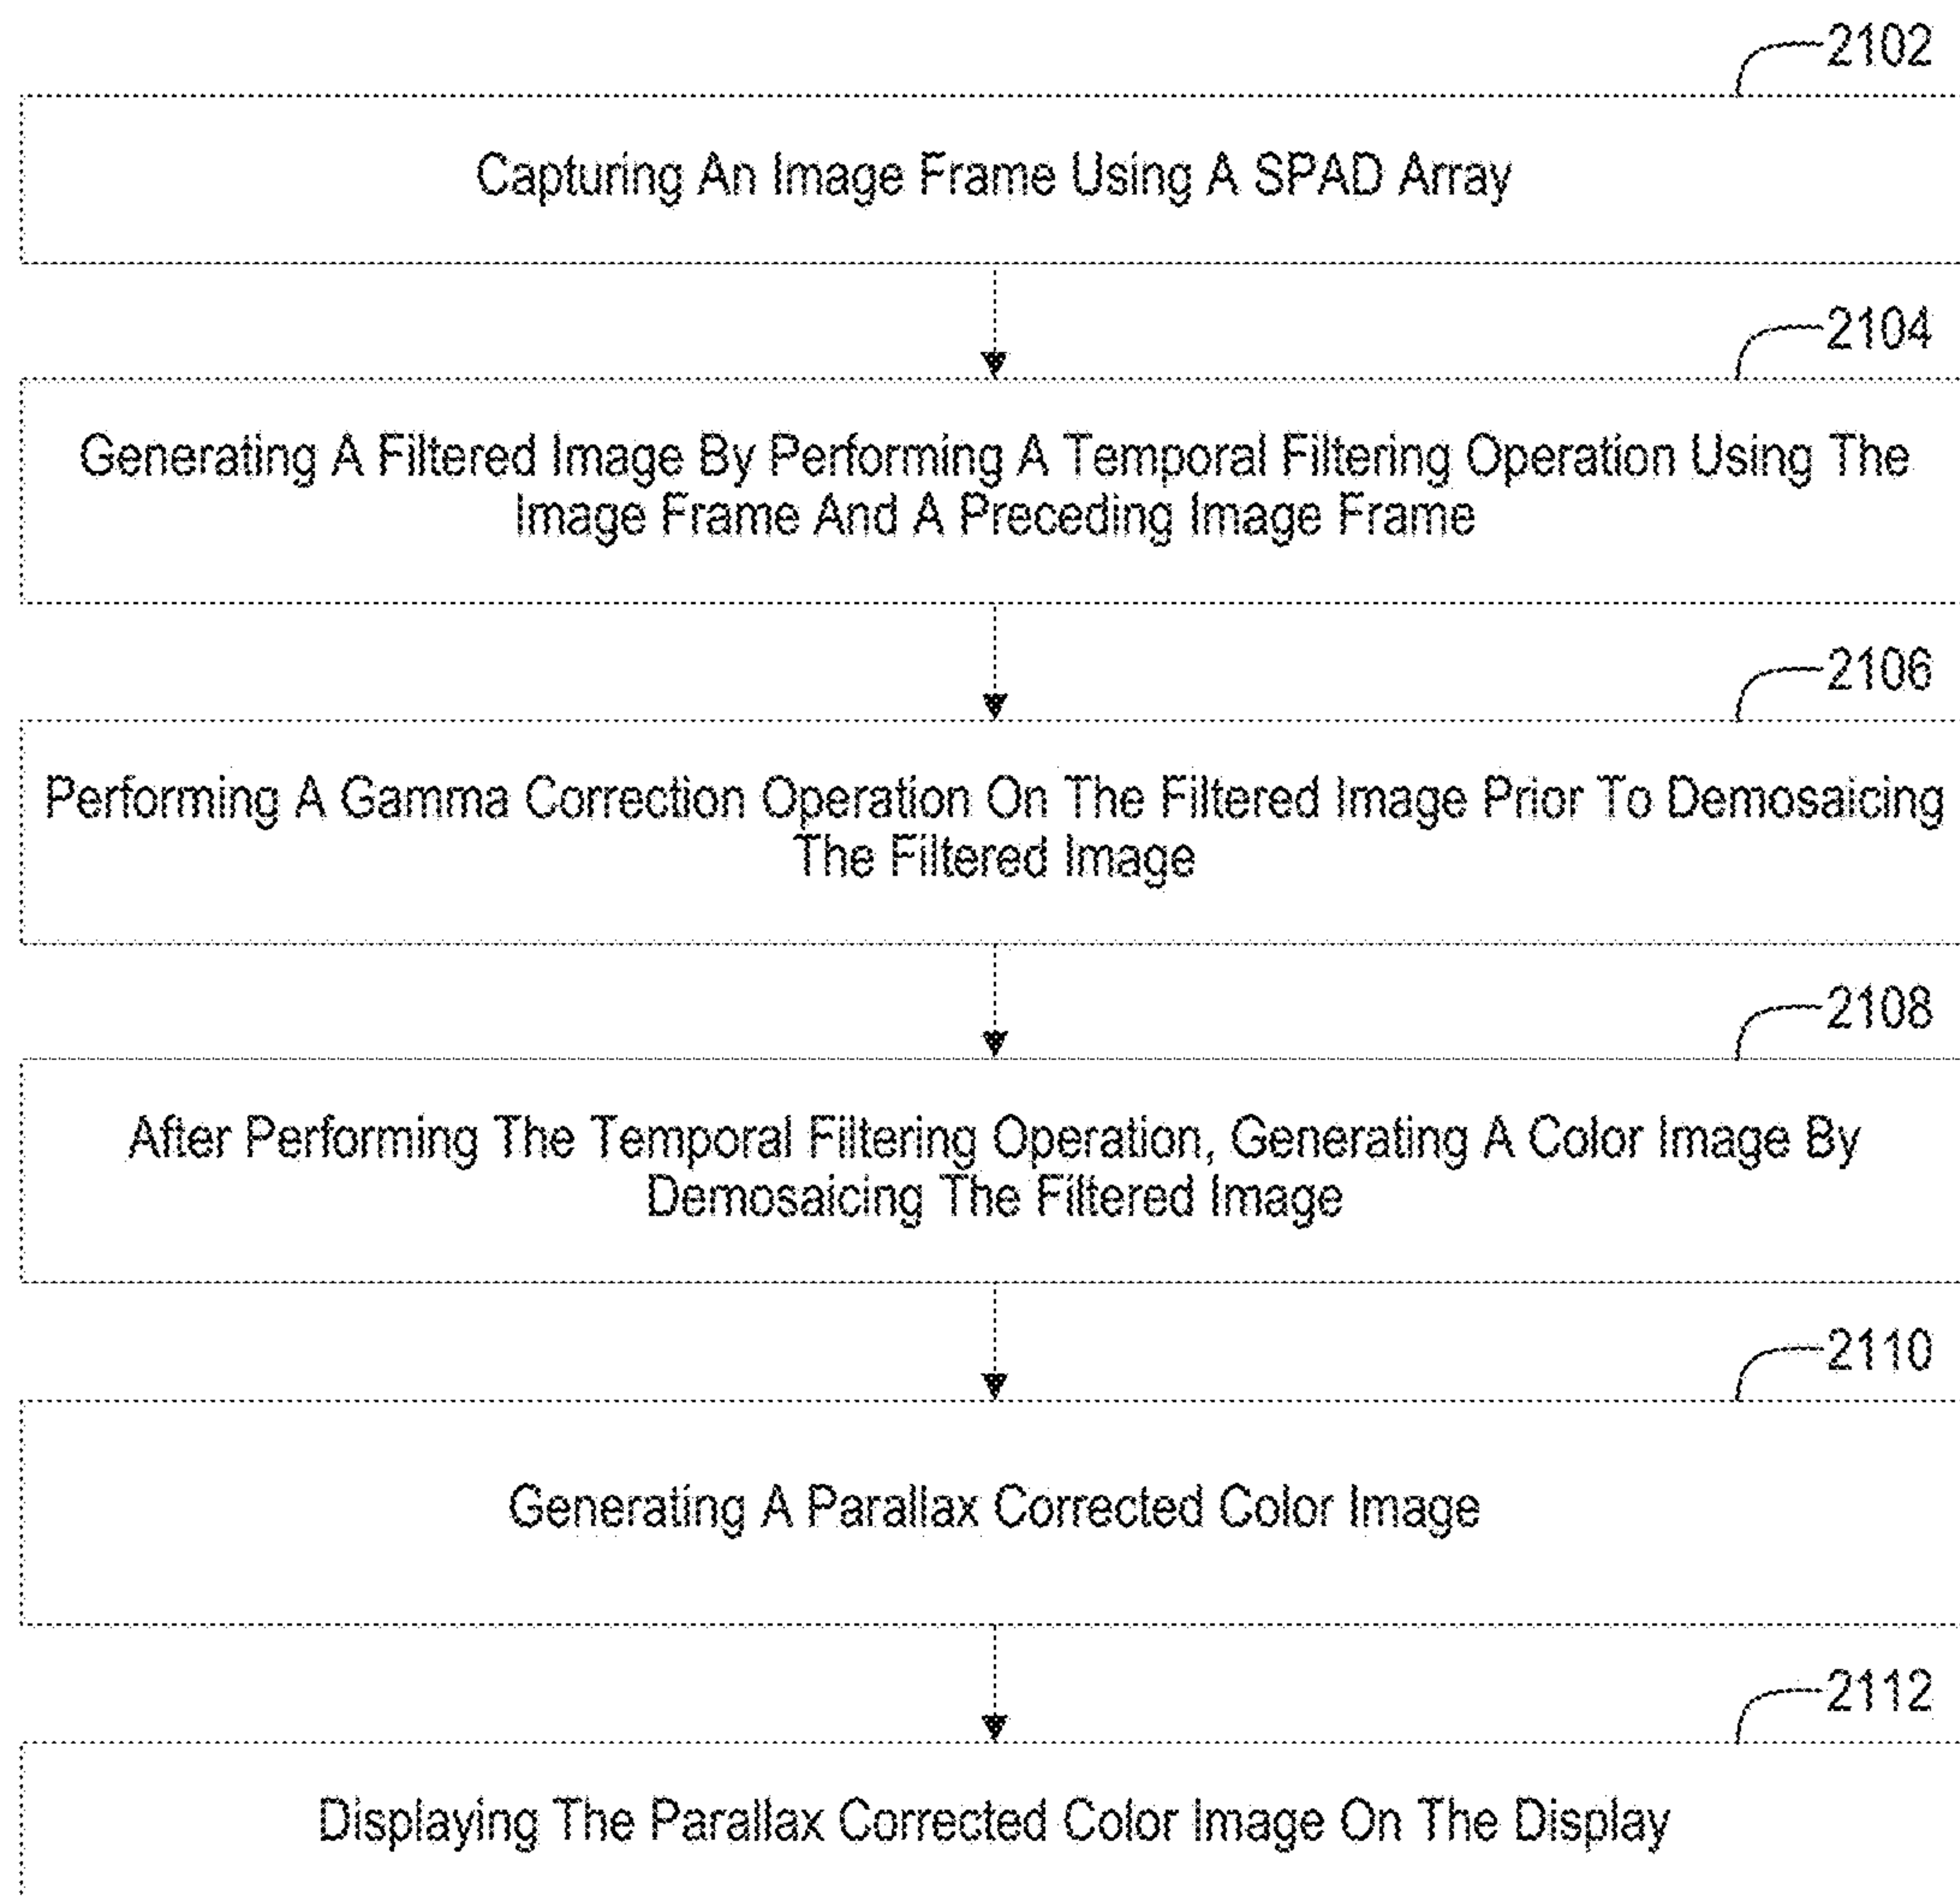 2102
Capturing An Image Frame Using A SPAD Array
2104
Generating A Filtered Image By Performing A Temporal Filtering Operation Using The
Image Frame And A Preceding Image Frame
2106
Performing A Gamma Correction Operation On The Filtered Image Prior To Demosaicing
The Filtered Image
2108
After Performing The Temporal Filtering Operation, Generating A Color Image By
Demosaicing The Filtered Image
2110
Generating A Parallax Corrected Color Image
2112
Displaying The Parallax Corrected Color Image On The Display